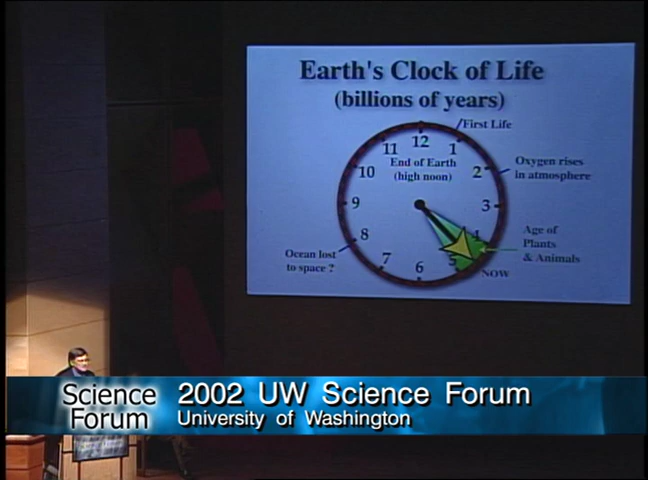 Earth's Clock of Life
(billions of years)
First Life
12
11
1
End of Earth
(high noon)
10
2
Oxygen rises
in atmosphere
9
3
8
4
Age of
Plants
& Animals
Ocean lost
to space ?
7
5
6
NOW
Science
Forum
2002 UW Science Forum
University of Washington